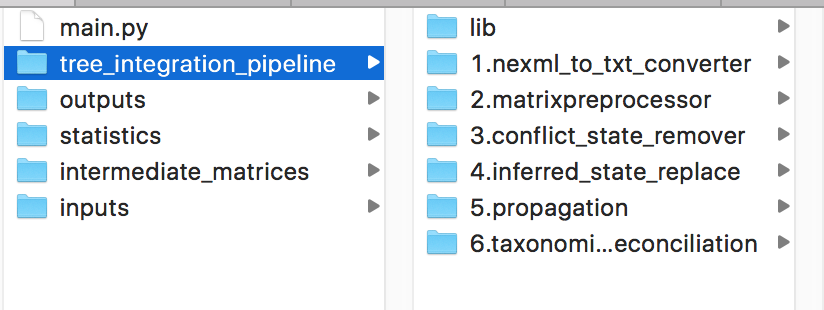 main.py
tree_integration_pipeline
outputs
statistics
intermediate_matrices
inputs
lib
1.nexml_to_txt_converter
2.matrixpreprocessor
3.conflict_state_remover
4.inferred_state_replace
5.propagation
6.taxonomi...econciliation